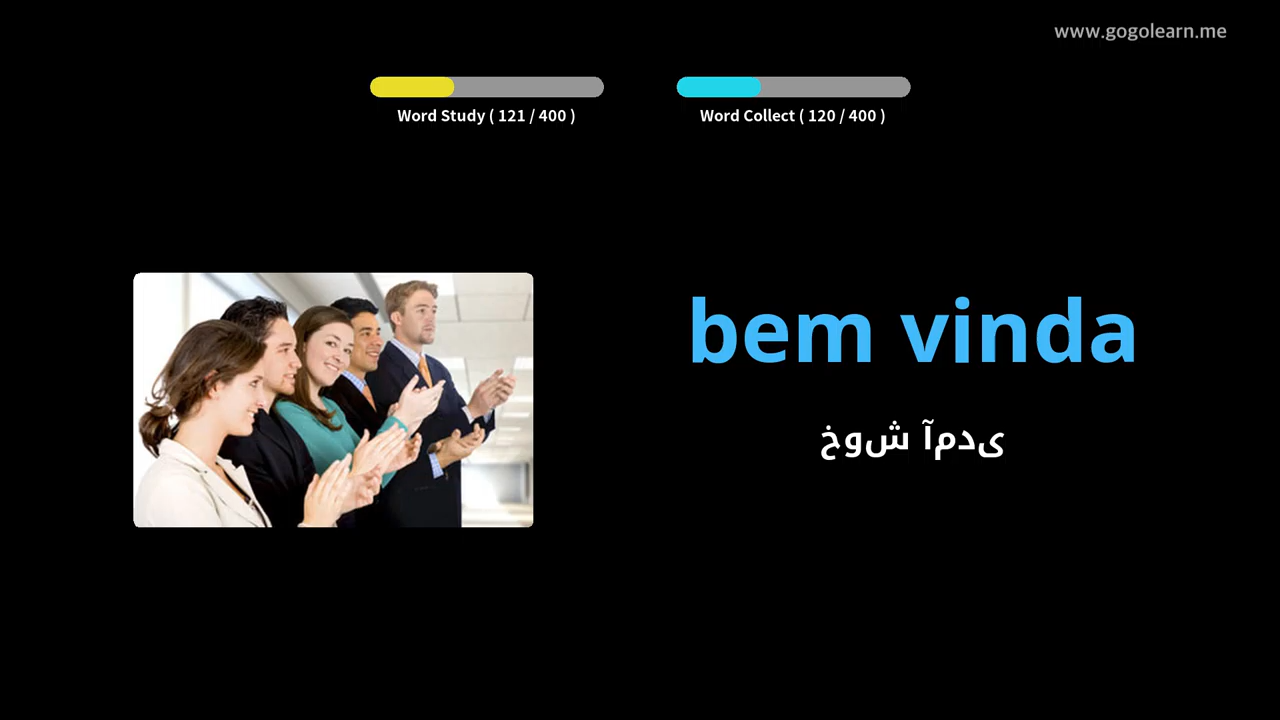 www.gogolearn.me
Word Study ( 121 / 400 )
Word Collect ( 120 / 400 )
bem vinda
خوش آمدی